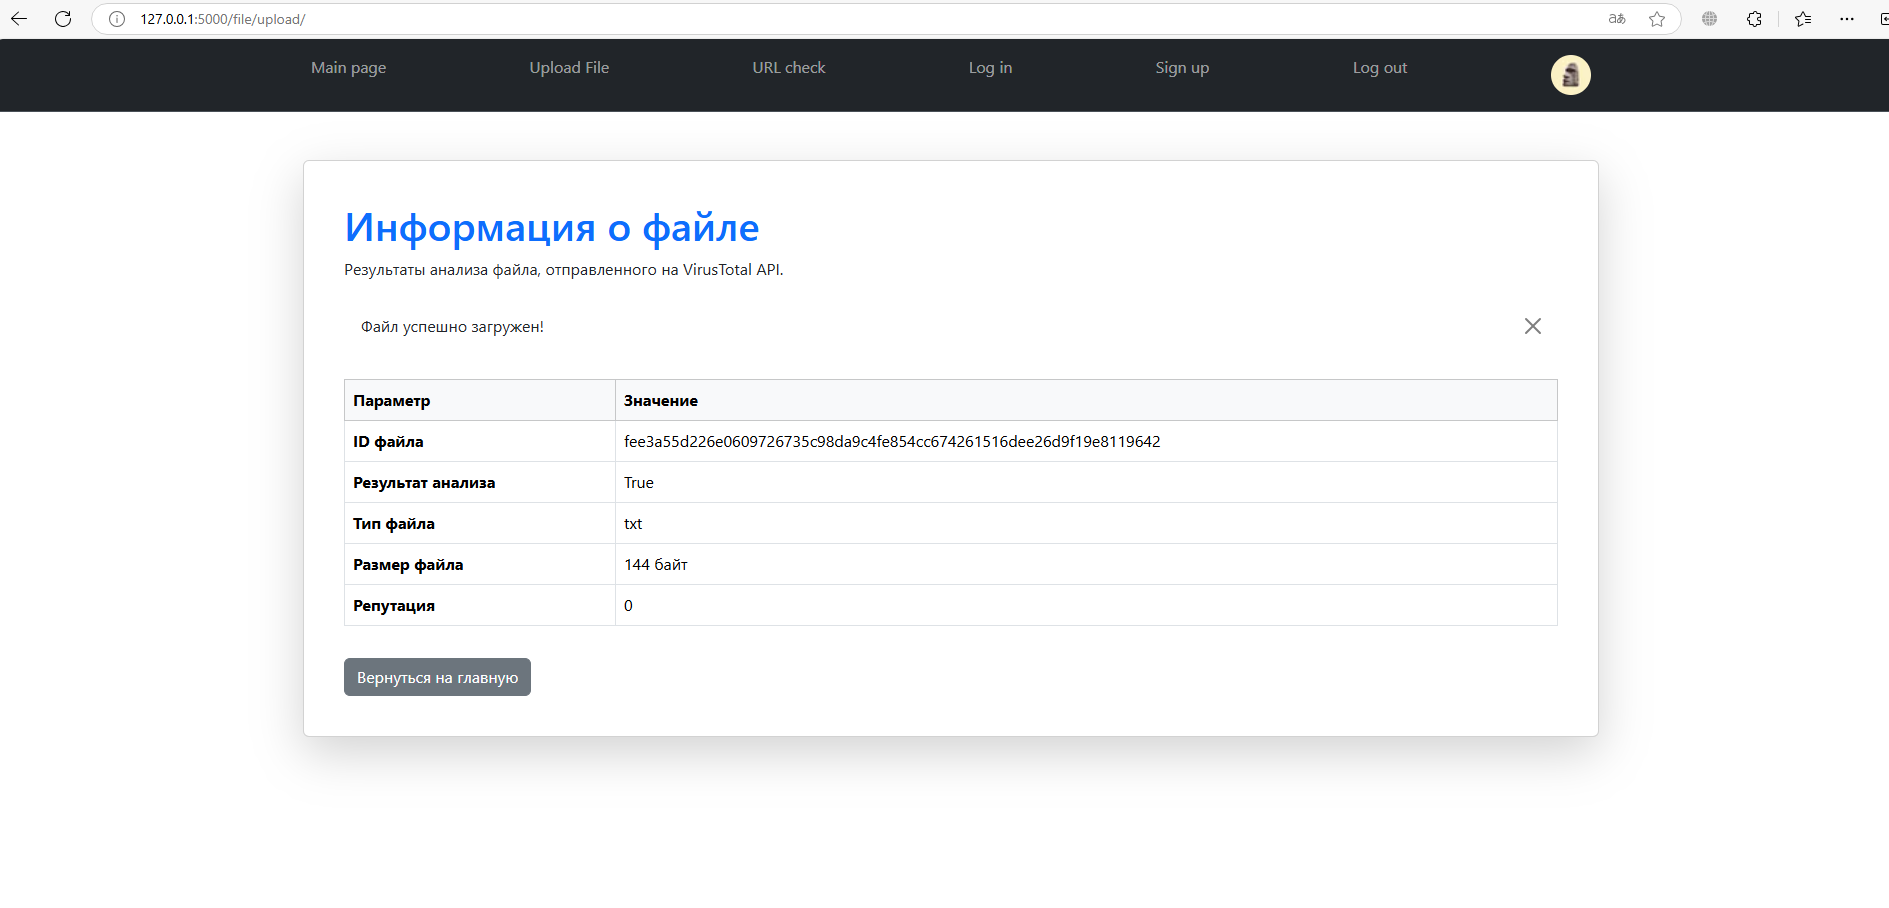 127.0.0.1:5000/file/upload/
Main page Upload File URL check Log in Sign up Log out
Информация о файле
Результаты анализа файла, отправленного на VirusTotal API.
Файл успешно загружен!
Параметр Значение
ID файла fee3a55d226e0609726735c98da9c4fe854cc674261516dee26d9f19e8119642
Результат анализа True
Тип файла txt
Размер файла 144 байт
Репутация 0
Вернуться на главную